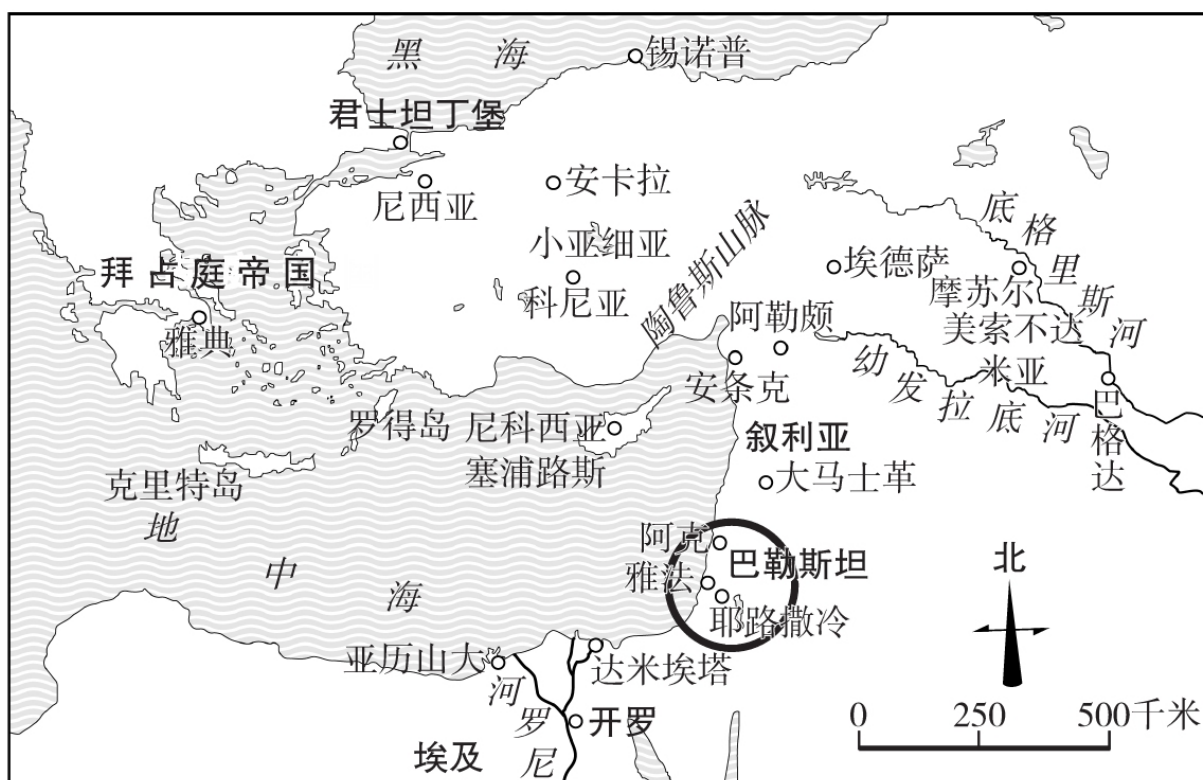 黑海
锡诺普
君士坦丁堡
尼西亚
安卡拉
小亚细亚
科尼亚
拜占庭帝国
雅典
陶鲁斯山脉
埃德萨
底格里斯河
摩苏尔
美索不达
米亚
阿勒颇
安条克
幼发拉底河
巴格达
罗得岛
尼科西亚
塞浦路斯
叙利亚
大马士革
克里特岛
地中海
阿克
巴勒斯坦
雅法
耶路撒冷
北
亚历山大
达米埃塔
河罗尼
开罗
埃及
0 250 500千米